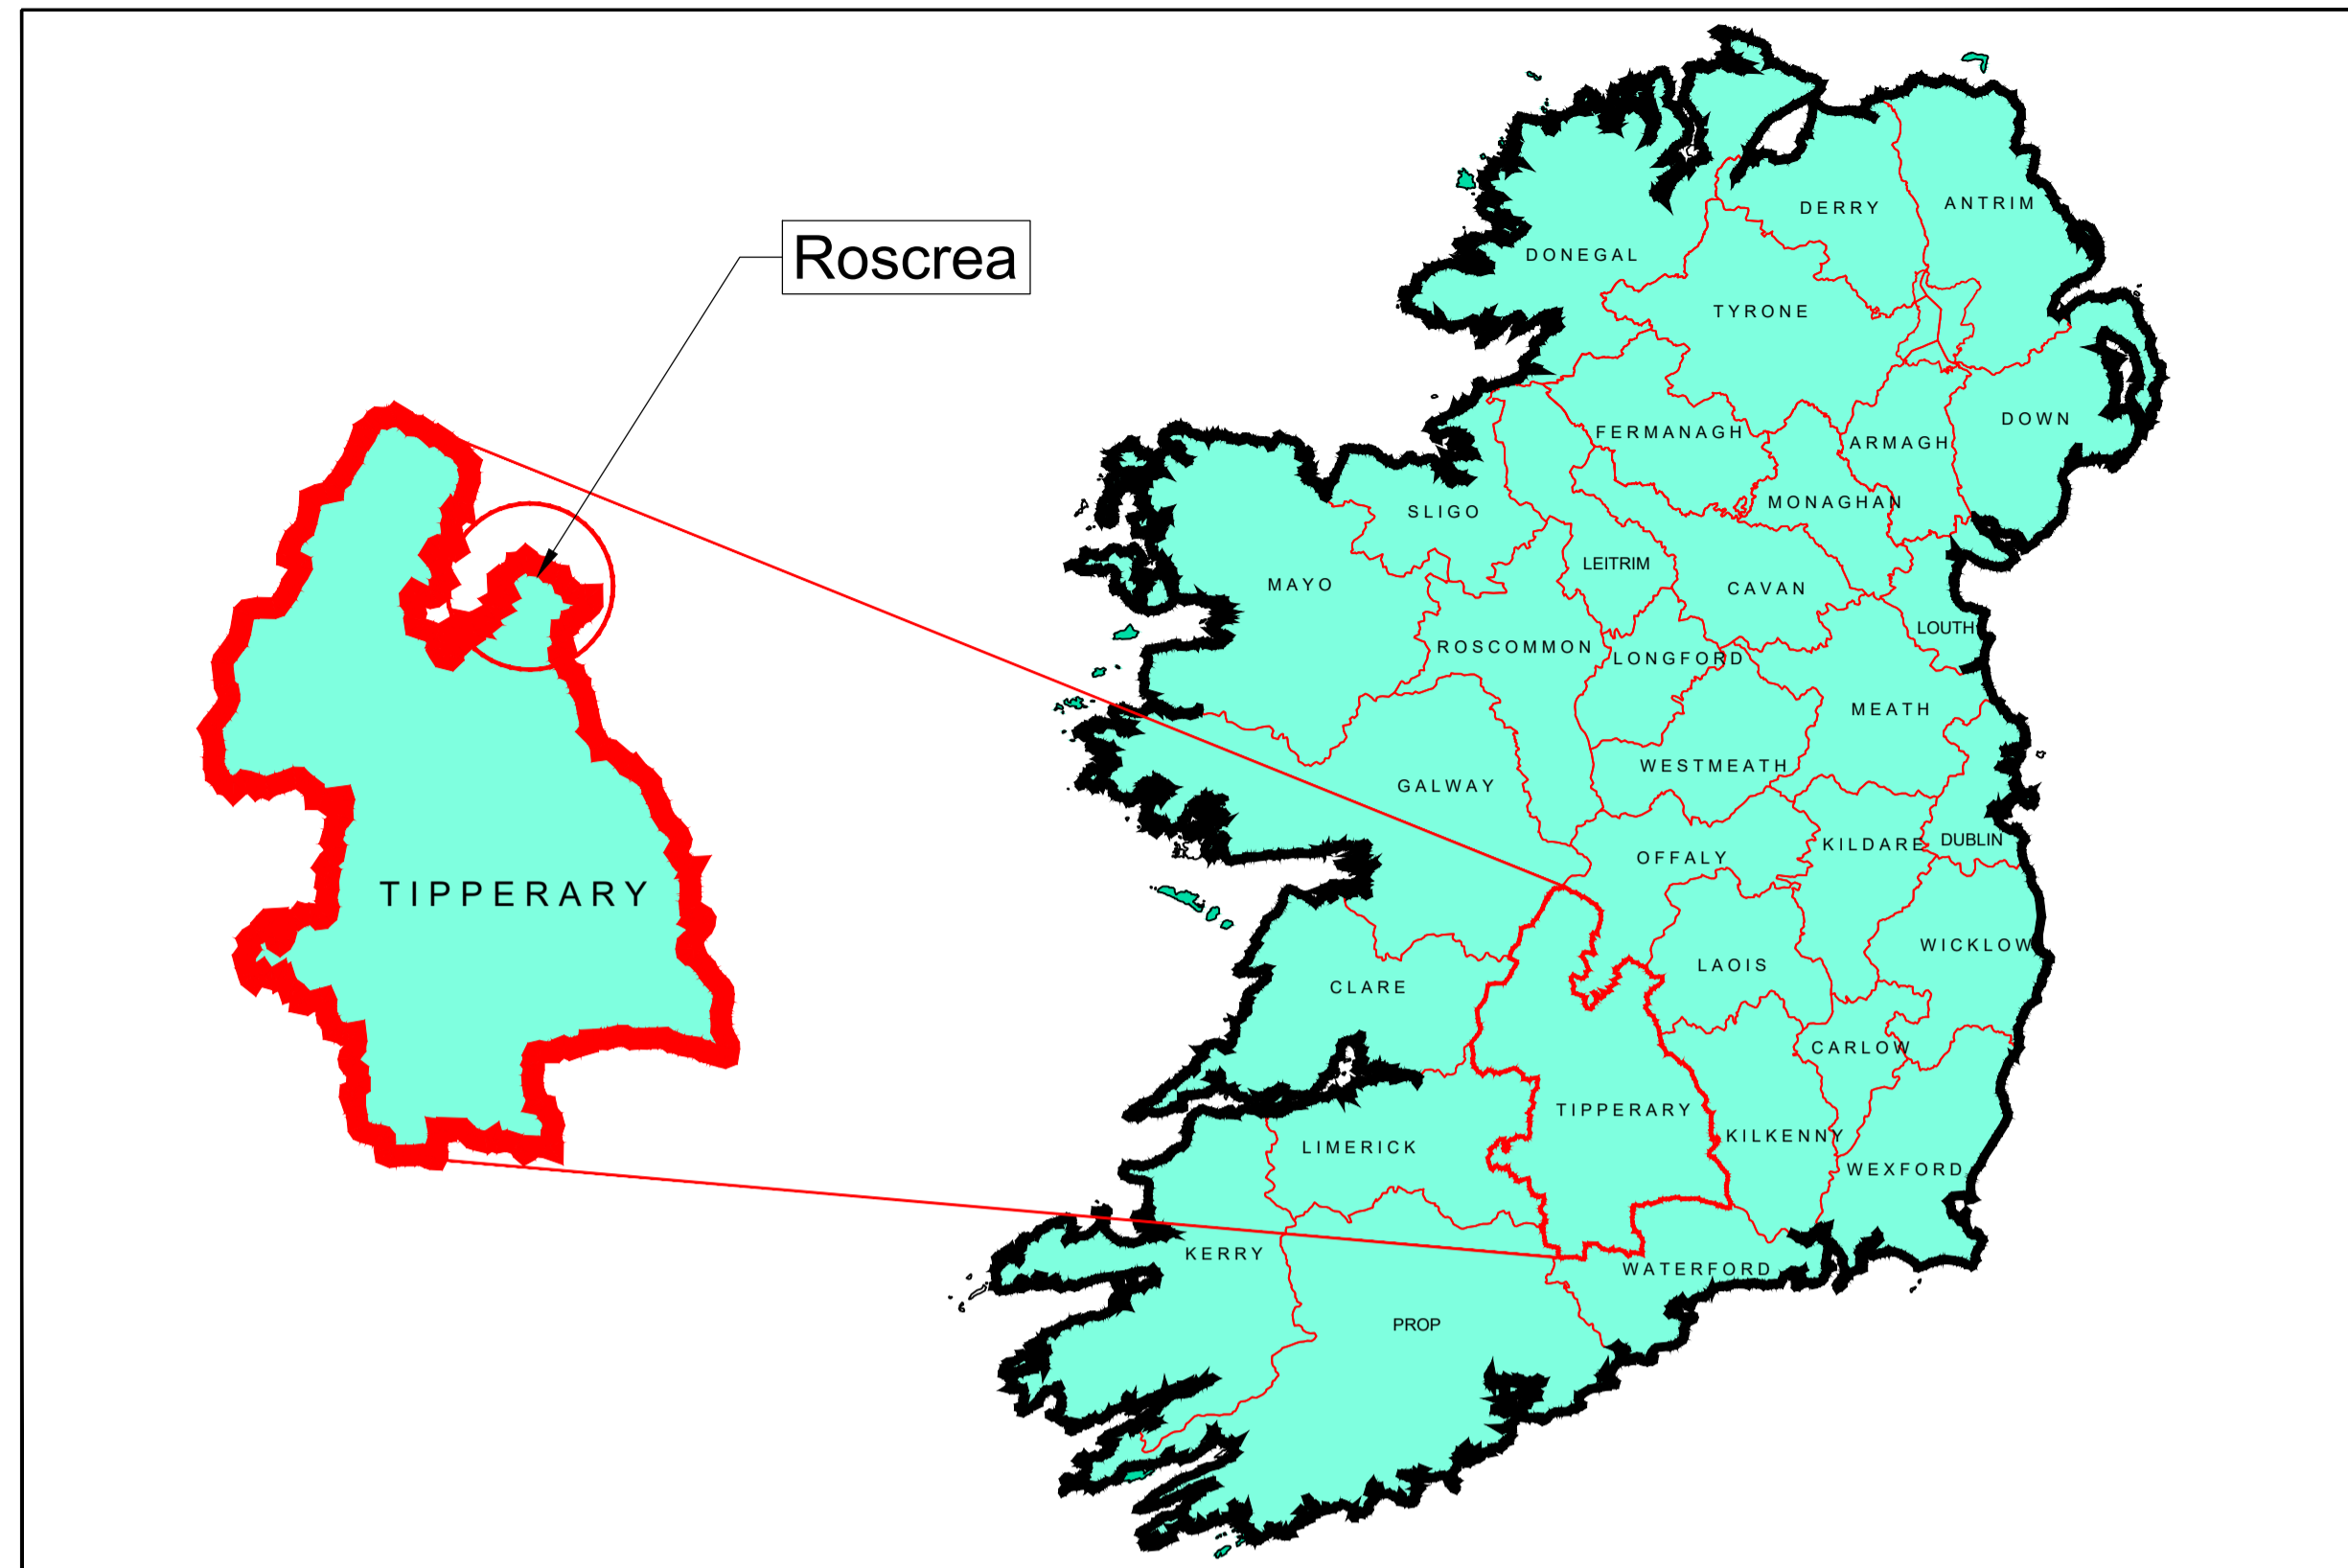 Roscrea
TIPPERARY
DERRY
ANTRIM
DONEGAL
TYRONE
DOWN
FERMANAGH
ARMAGH
MONAGHAN
SLIGO
LEITRIM
MAYO
CAVAN
LOUTH
ROSCOMMON
LONGFORD
MEATH
WESTMEATH
GALWAY
KILDARE
DUBLIN
OFFALY
WICKLOW
LAOIS
CLARE
CARLOW
TIPPERARY
KILKENNY
LIMERICK
WEXFORD
KERRY
WATERFORD
PROP